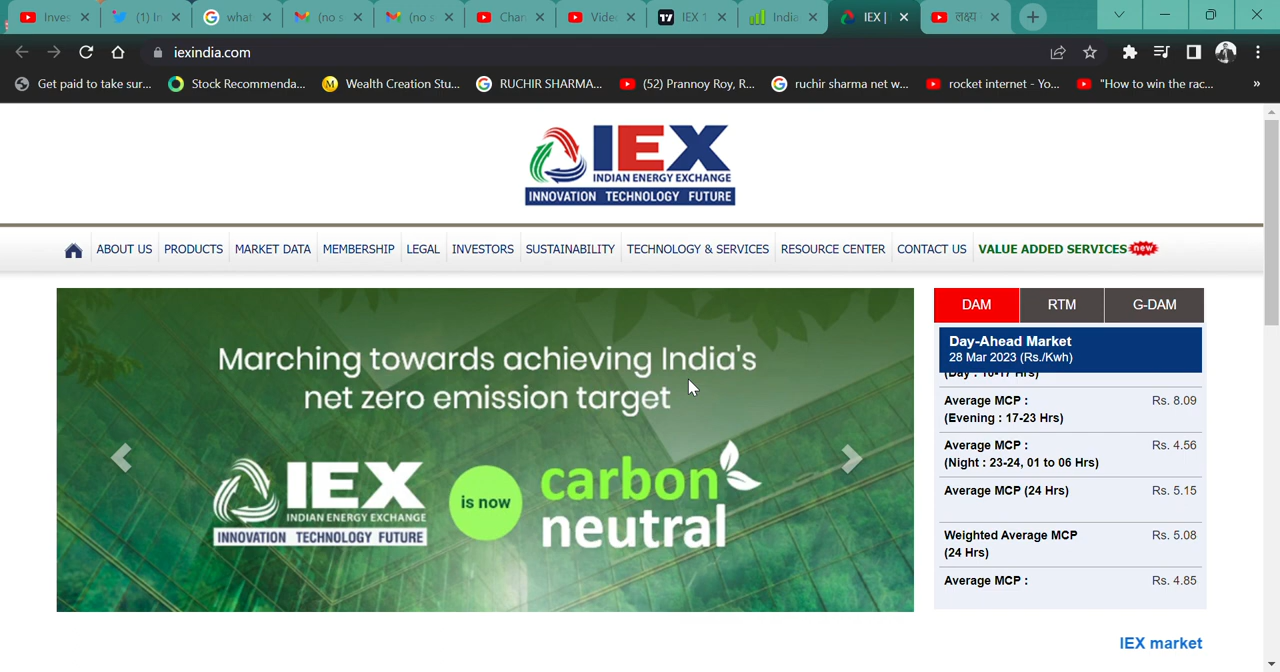 Inves
(1) In
what
(no s
(no s
Chan
Vide
IEX 1
India
IEX |
लक्ष्य
iexindia.com
Get paid to take sur...
Stock Recommenda...
Wealth Creation Stu...
RUCHIR SHARMA...
(52) Prannoy Roy, R...
ruchir sharma net w...
rocket internet - Yo...
"How to win the rac...
»
IEX
INDIAN ENERGY EXCHANGE
INNOVATION TECHNOLOGY FUTURE
ABOUT US
PRODUCTS
MARKET DATA
MEMBERSHIP
LEGAL
INVESTORS
SUSTAINABILITY
TECHNOLOGY & SERVICES
RESOURCE CENTER
CONTACT US
VALUE ADDED SERVICES new
Marching towards achieving India's
net zero emission target
IEX
INDIAN ENERGY EXCHANGE
INNOVATION TECHNOLOGY FUTURE
is now
carbon
neutral
DAM
RTM
G-DAM
Day-Ahead Market
28 Mar 2023 (Rs./Kwh)
(Day : 10-17 Hrs)
Average MCP : Rs. 8.09
(Evening : 17-23 Hrs)
Average MCP : Rs. 4.56
(Night : 23-24, 01 to 06 Hrs)
Average MCP (24 Hrs) Rs. 5.15
Weighted Average MCP Rs. 5.08
(24 Hrs)
Average MCP : Rs. 4.85
IEX market